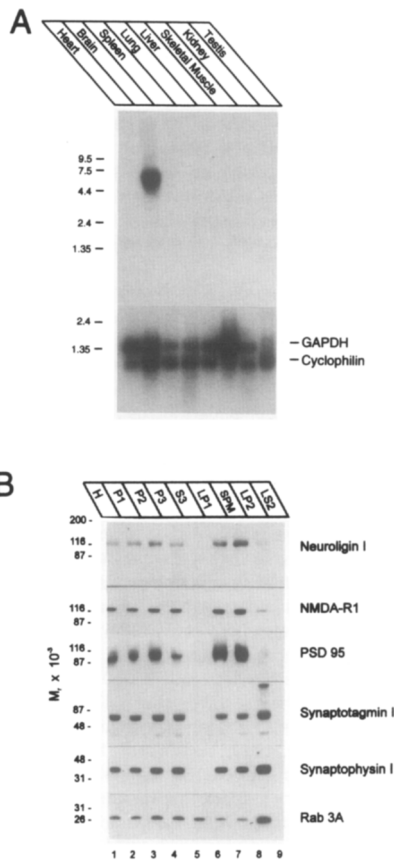 A
Heart
Brain
Spleen
Lung
Liver
Skeletal Muscle
Kidney
Testis
9.5
7.5
4.4
2.4
1.35
2.4
1.35
GAPDH
Cyclophilin
B
H
P1
P2
P3
S3
LP1
SPM
LP2
LS2
200
116
87
Neuroligin I
116
87
NMDA-R1
116
87
PSD 95
Mr x 10-3
87
48
Synaptotagmin I
48
31
Synaptophysin I
31
26
Rab 3A
1 2 3 4 5 6 7 8 9